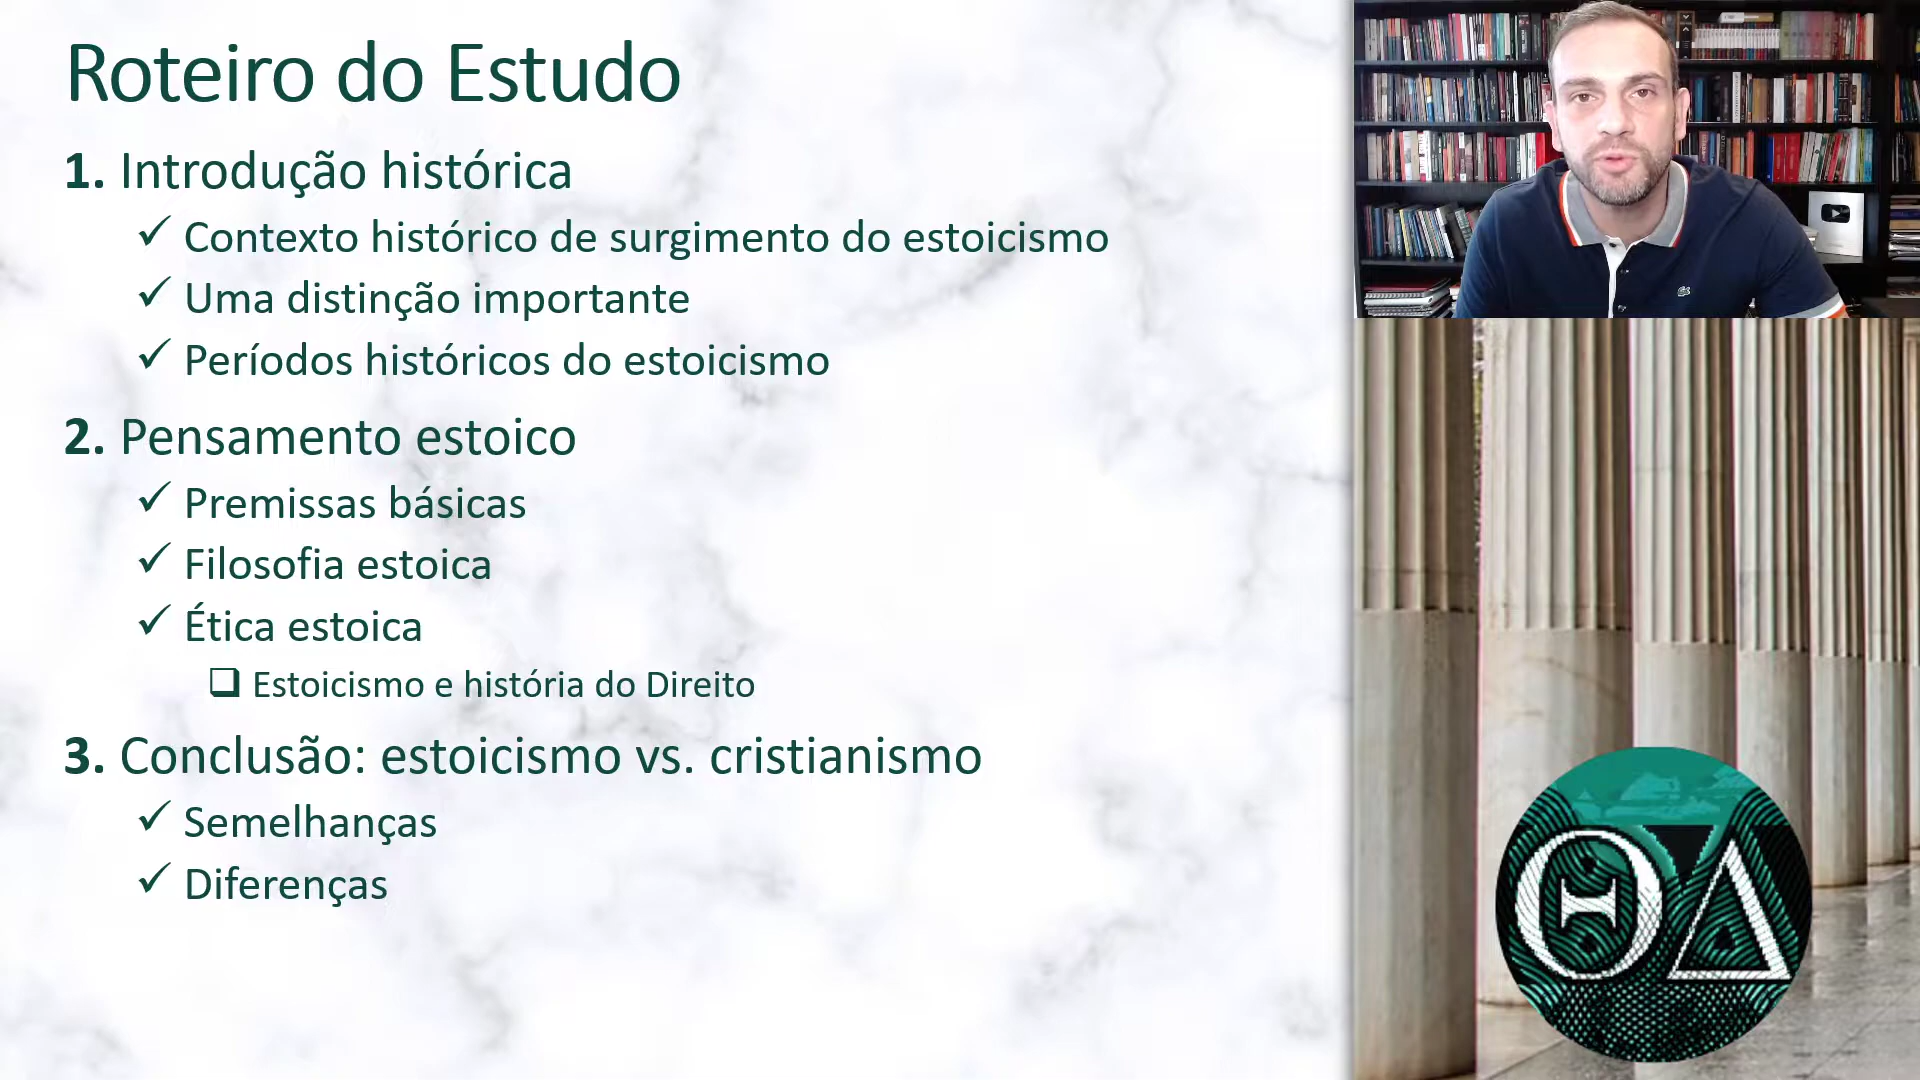 Roteiro do Estudo
1. Introdução histórica
✓ Contexto histórico de surgimento do estoicismo
✓ Uma distinção importante
✓ Períodos históricos do estoicismo
2. Pensamento estoico
✓ Premissas básicas
✓ Filosofia estoica
✓ Ética estoica
❑ Estoicismo e história do Direito
3. Conclusão: estoicismo vs. cristianismo
✓ Semelhanças
✓ Diferenças
ΘΔ